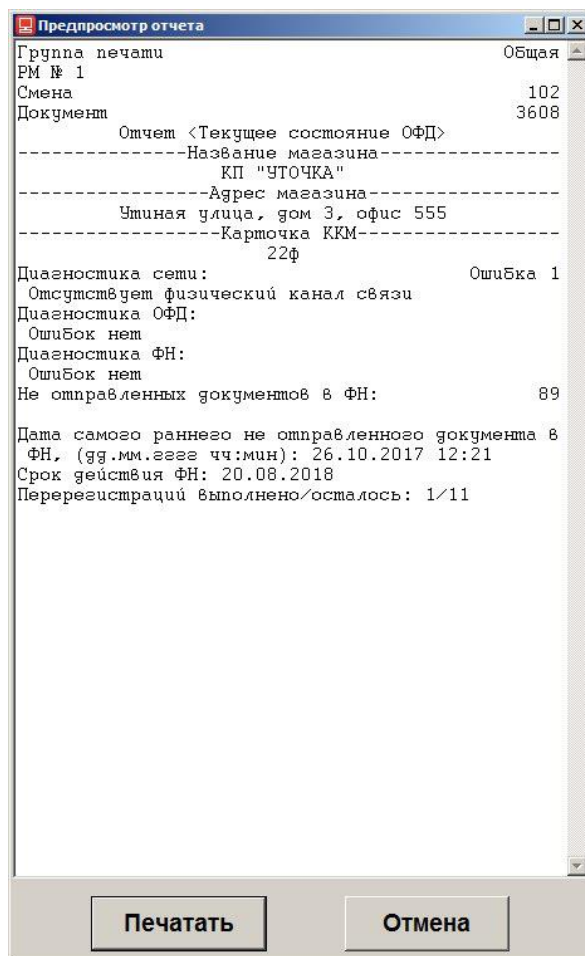 Предпросмотр отчета
Группа печати Общая
РМ № 1
Смена 102
Документ 3608
Отчет <Текущее состояние ОФД>
---------------Название магазина----------------
КП "УТОЧКА"
-----------------Адрес магазина-----------------
Утиная улица, дом 3, офис 555
------------------Карточка ККМ------------------
22ф
Диагностика сети: Ошибка 1
Отсутствует физический канал связи
Диагностика ОФД:
Ошибок нет
Диагностика ФН:
Ошибок нет
Не отправленных документов в ФН: 89
Дата самого раннего не отправленного документа в
ФН, (дд.мм.гггг чч:мин): 26.10.2017 12:21
Срок действия ФН: 20.08.2018
Перерегистраций выполнено/осталось: 1/11
Печатать Отмена